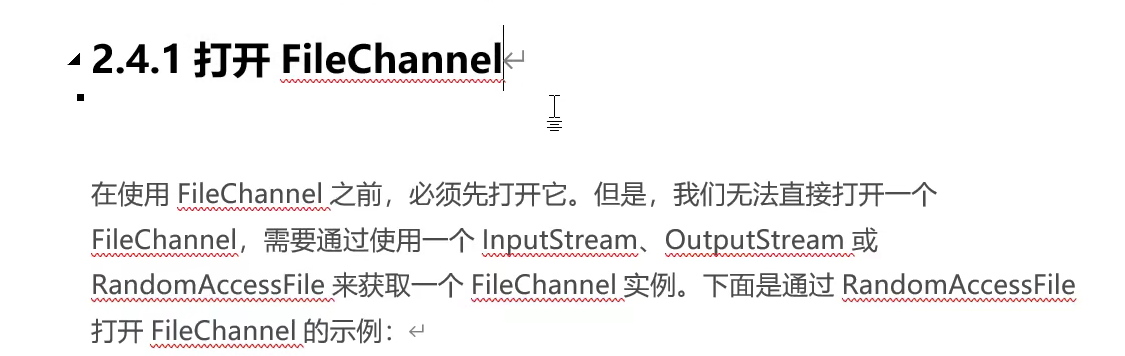 2.4.1 打开 FileChannel
在使用 FileChannel 之前，必须先打开它。但是，我们无法直接打开一个
FileChannel，需要通过使用一个 InputStream、OutputStream 或
RandomAccessFile 来获取一个 FileChannel 实例。下面是通过 RandomAccessFile
打开 FileChannel 的示例：